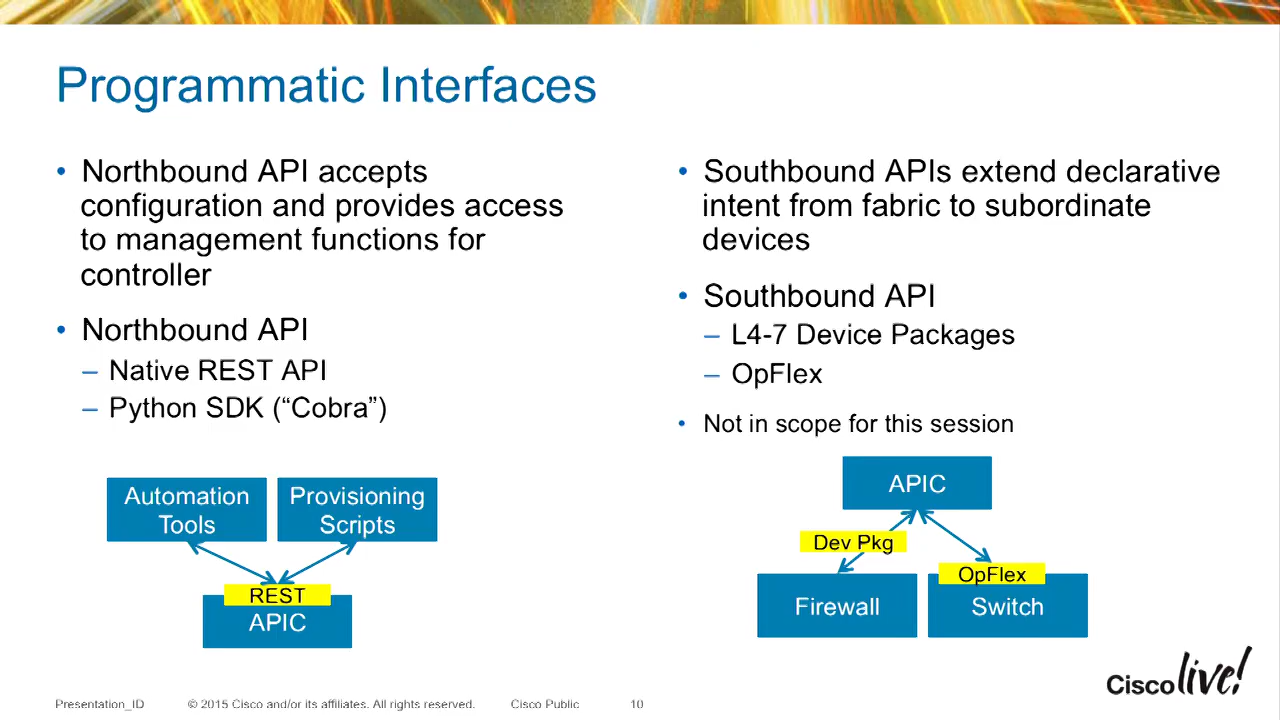 Programmatic Interfaces
• Northbound API accepts
configuration and provides access
to management functions for
controller
• Northbound API
– Native REST API
– Python SDK (“Cobra”)
Automation
Tools
Provisioning
Scripts
REST
APIC
• Southbound APIs extend declarative
intent from fabric to subordinate
devices
• Southbound API
– L4-7 Device Packages
– OpFlex
• Not in scope for this session
APIC
Dev Pkg
OpFlex
Firewall
Switch
Cisco live!
Presentation_ID © 2015 Cisco and/or its affiliates. All rights reserved. Cisco Public 10